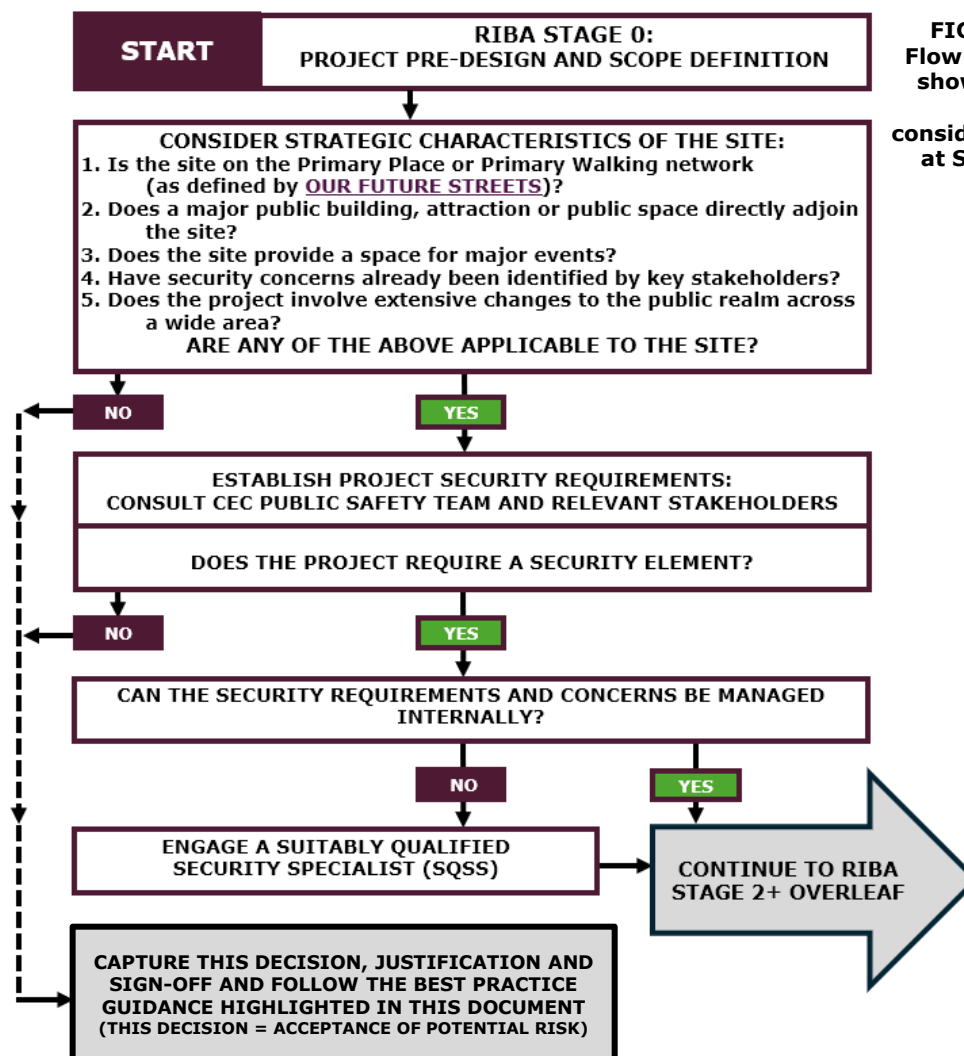 START
RIBA STAGE 0:
PROJECT PRE-DESIGN AND SCOPE DEFINITION
FIG
Flow
show
consid
at S
CONSIDER STRATEGIC CHARACTERISTICS OF THE SITE:
1. Is the site on the Primary Place or Primary Walking network
(as defined by OUR FUTURE STREETS)?
2. Does a major public building, attraction or public space directly adjoin
the site?
3. Does the site provide a space for major events?
4. Have security concerns already been identified by key stakeholders?
5. Does the project involve extensive changes to the public realm across
a wide area?
ARE ANY OF THE ABOVE APPLICABLE TO THE SITE?
NO
YES
ESTABLISH PROJECT SECURITY REQUIREMENTS:
CONSULT CEC PUBLIC SAFETY TEAM AND RELEVANT STAKEHOLDERS
DOES THE PROJECT REQUIRE A SECURITY ELEMENT?
NO
YES
CAN THE SECURITY REQUIREMENTS AND CONCERNS BE MANAGED
INTERNALLY?
NO
YES
ENGAGE A SUITABLY QUALIFIED
SECURITY SPECIALIST (SQSS)
CONTINUE TO RIBA
STAGE 2+ OVERLEAF
CAPTURE THIS DECISION, JUSTIFICATION AND
SIGN-OFF AND FOLLOW THE BEST PRACTICE
GUIDANCE HIGHLIGHTED IN THIS DOCUMENT
(THIS DECISION = ACCEPTANCE OF POTENTIAL RISK)